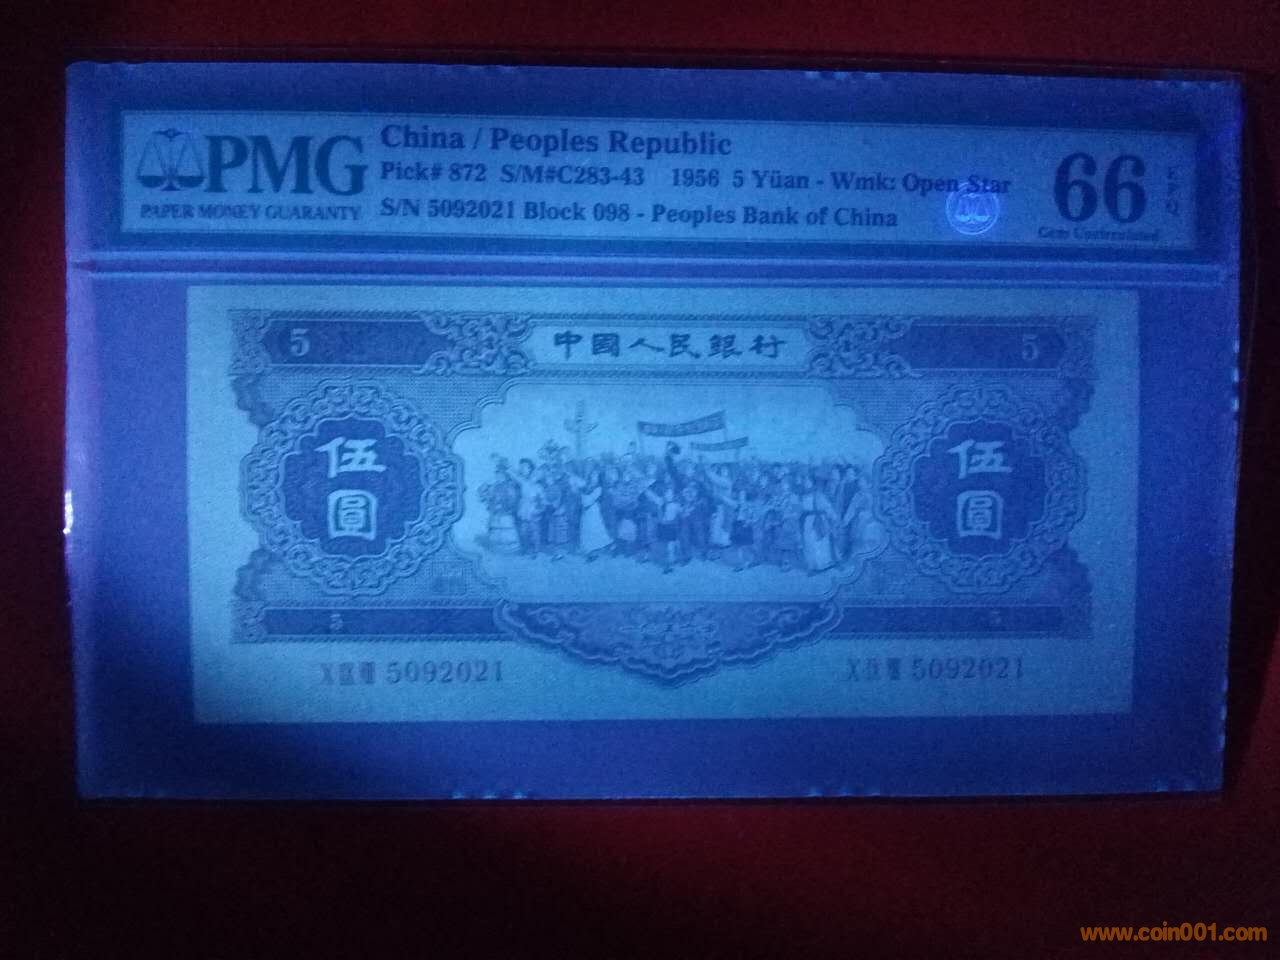 PMG
PAPER MONEY GUARANTY
China / Peoples Republic
Pick# 872 S/M#C283-43 1956 5 Yüan - Wmk: Open Star
S/N 5092021 Block 098 - Peoples Bank of China
66
EPQ
Gem Uncirculated
5 中國人民銀行 5
伍圓
伍圓
5 5
X 5092021
X 5092021
www.coin001.com